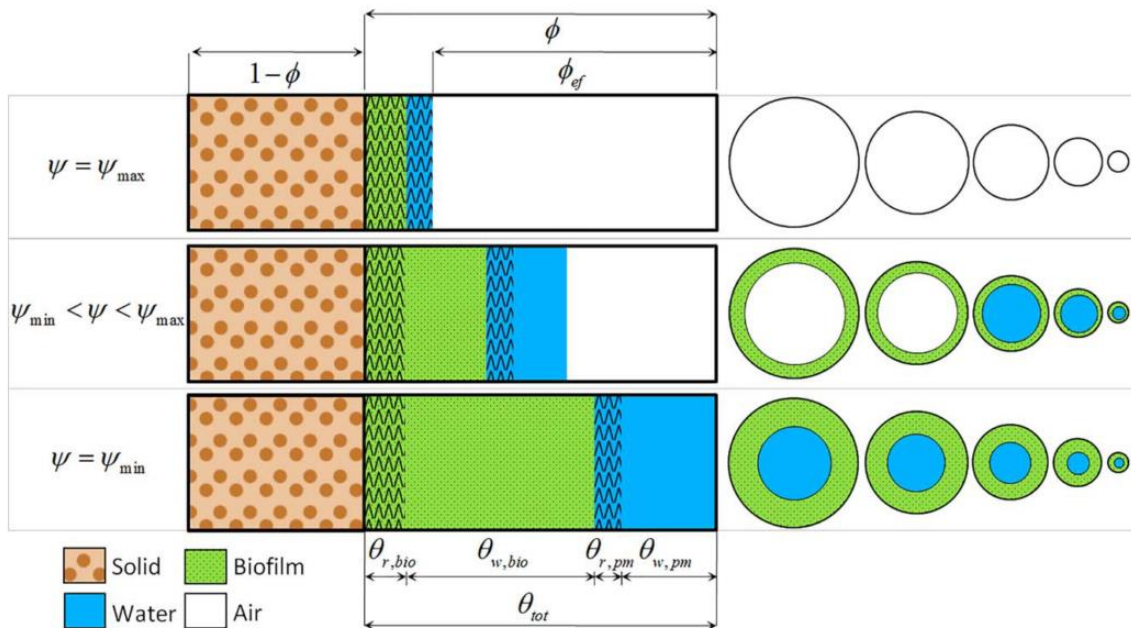 ϕ
1−ϕ
ϕ_ef
ψ = ψ_max
ψ_min < ψ < ψ_max
ψ = ψ_min
θ_r,bio θ_w,bio θ_r,pm θ_w,pm
θ_tot
Solid Biofilm
Water Air